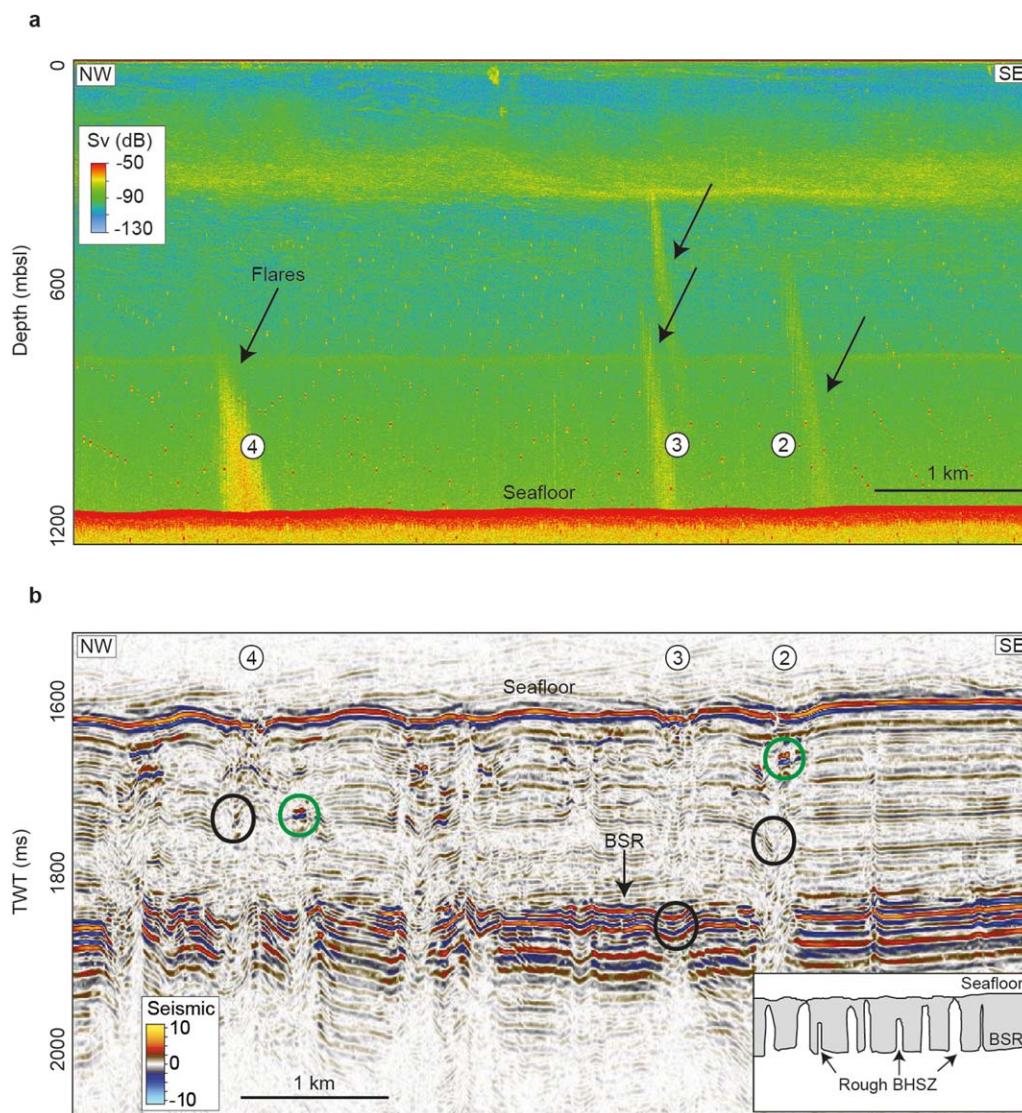 a
0
NW
SE
Sv (dB)
-50
-90
-130
Depth (mbsl)
600
Flares
4
3
2
1 km
Seafloor
1200
b
NW
SE
4
3
2
Seafloor
1600
BSR
TWT (ms)
1800
Seismic
10
0
-10
2000
1 km
Seafloor
BSR
Rough BHSZ